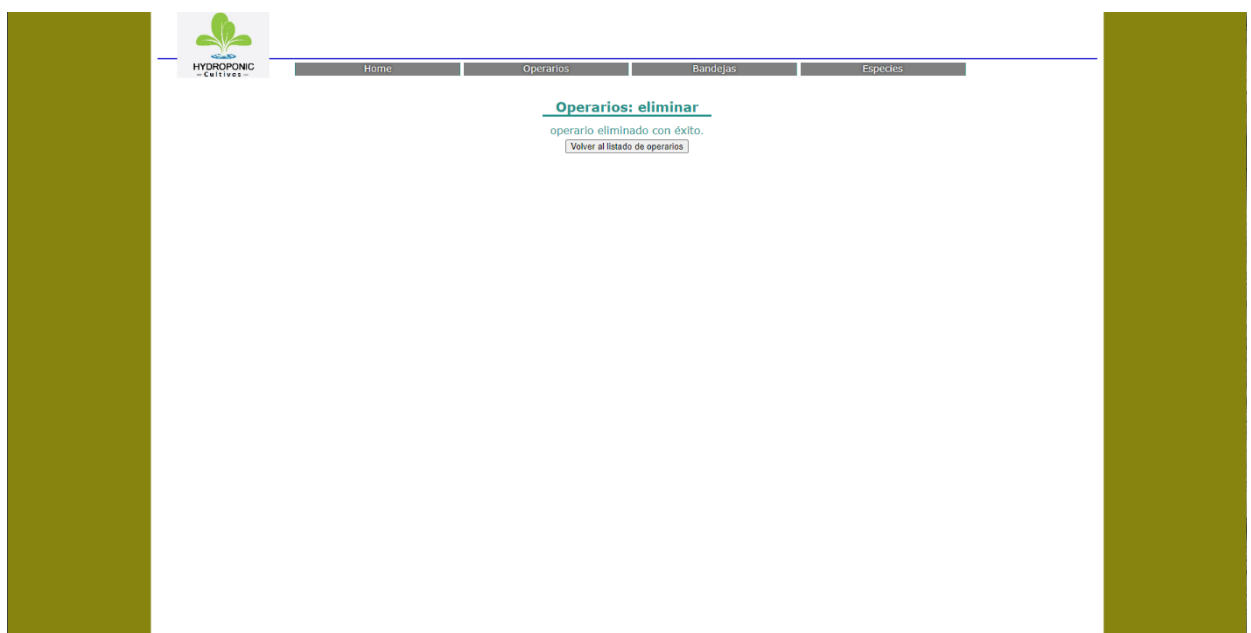 HYDROPONIC
– Cultivos –
Home Operarios Bandejas Especies
Operarios: eliminar
operario eliminado con éxito.
Volver al listado de operarios